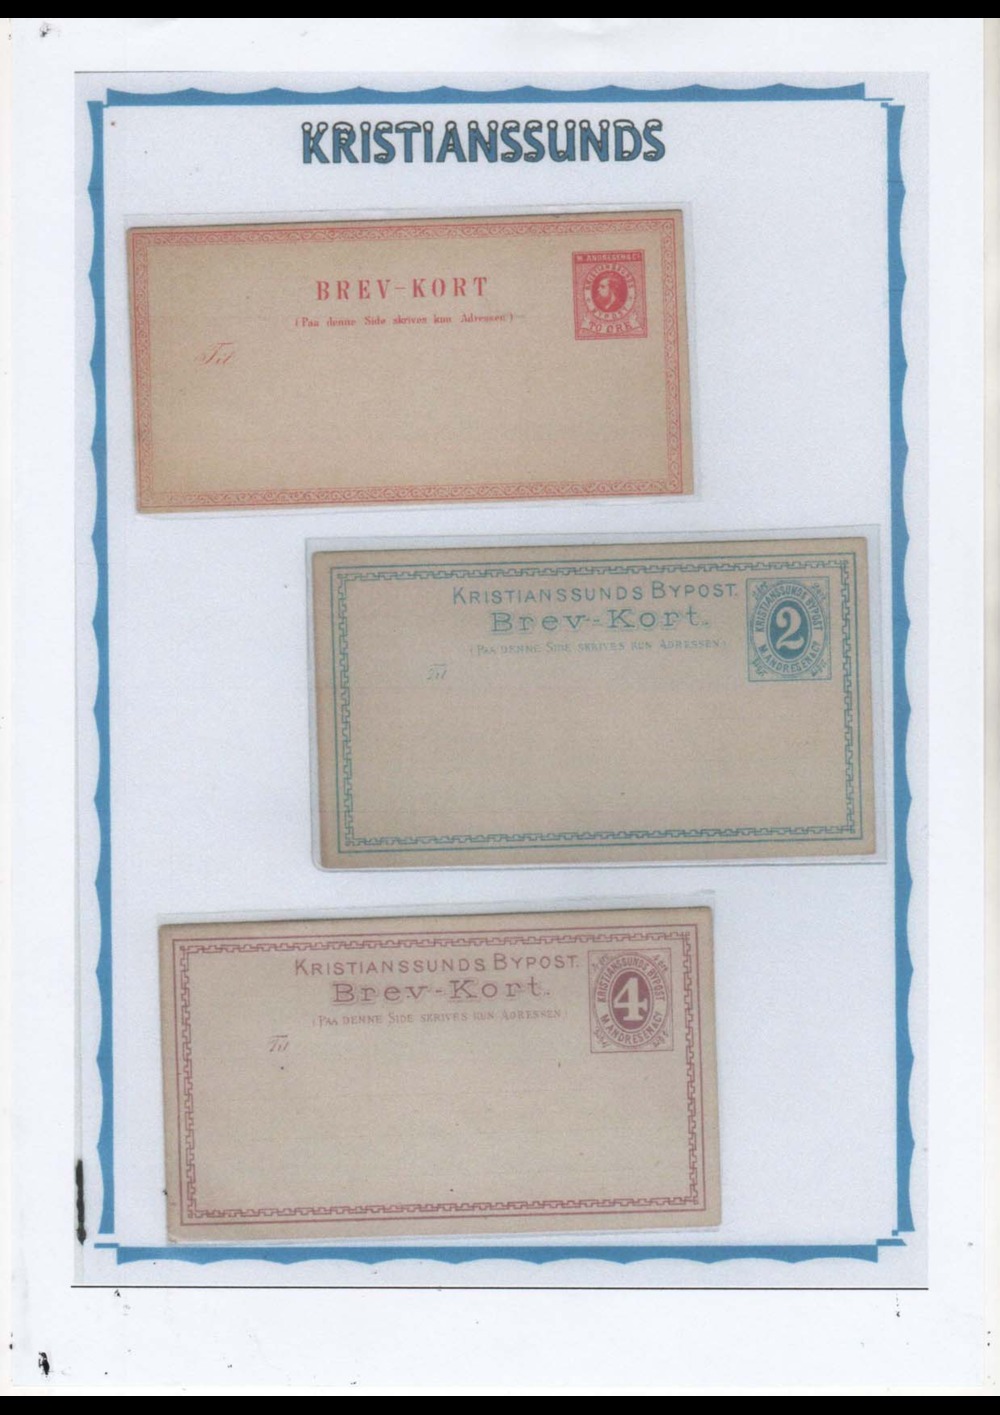 KRISTIANSSUNDS
BREV-KORT
(Paa denne Side skrives kun Adressen)
Til
M. ANDRESEN & Co
KRISTIANSSUNDS
BYPOST
TO ØRE
KRISTIANSSUNDS BYPOST.
Brev-Kort.
(PAA DENNE SIDE SKRIVES KUN ADRESSEN)
Til
KRISTIANSSUNDS BYPOST
2
M. ANDRESEN & Cº
KRISTIANSSUNDS BYPOST.
Brev-Kort.
(PAA DENNE SIDE SKRIVES KUN ADRESSEN)
Til
KRISTIANSSUNDS BYPOST
4
M. ANDRESEN & Cº